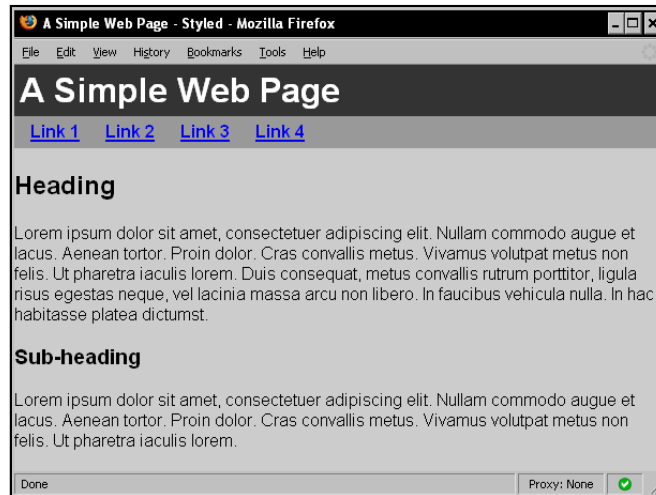 A Simple Web Page - Styled - Mozilla Firefox
File Edit View History Bookmarks Tools Help
A Simple Web Page
Link 1 Link 2 Link 3 Link 4
Heading
Lorem ipsum dolor sit amet, consectetuer adipiscing elit. Nullam commodo augue et
lacus. Aenean tortor. Proin dolor. Cras convallis metus. Vivamus volutpat metus non
felis. Ut pharetra iaculis lorem. Duis consequat, metus convallis rutrum porttitor, ligula
risus egestas neque, vel lacinia massa arcu non libero. In faucibus vehicula nulla. In hac
habitasse platea dictumst.
Sub-heading
Lorem ipsum dolor sit amet, consectetuer adipiscing elit. Nullam commodo augue et
lacus. Aenean tortor. Proin dolor. Cras convallis metus. Vivamus volutpat metus non
felis. Ut pharetra iaculis lorem.
Done Proxy: None